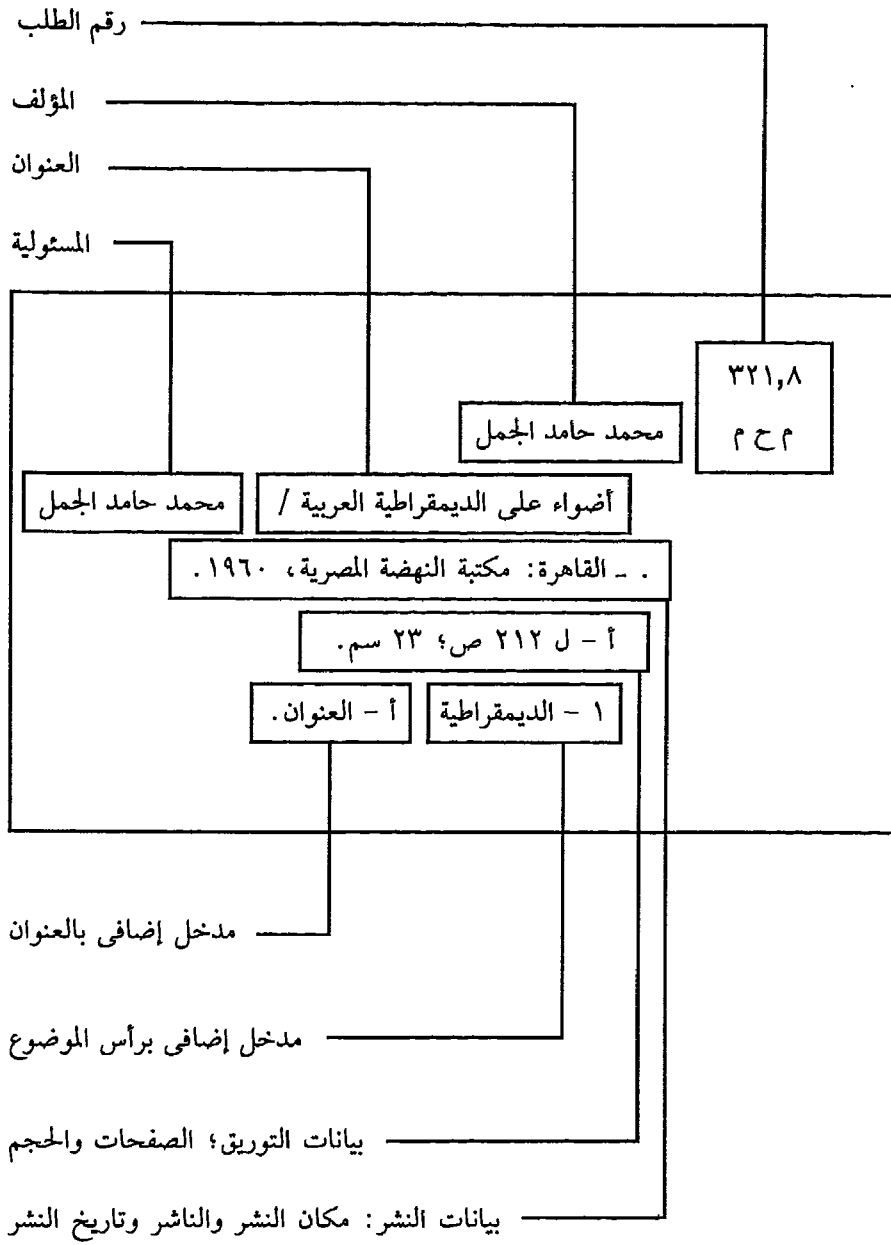 رقم الطلب
المؤلف
العنوان
المسئولية
٣٢١,٨
م ح م
محمد حامد الجمل
أضواء على الديمقراطية العربية /
محمد حامد الجمل
. ـ القاهرة: مكتبة النهضة المصرية، ١٩٦٠.
أ - ل ٢١٢ ص؛ ٢٣ سم.
١ - الديمقراطية
أ - العنوان.
مدخل إضافى بالعنوان
مدخل إضافى برأس الموضوع
بيانات التوريق؛ الصفحات والحجم
بيانات النشر: مكان النشر والناشر وتاريخ النشر